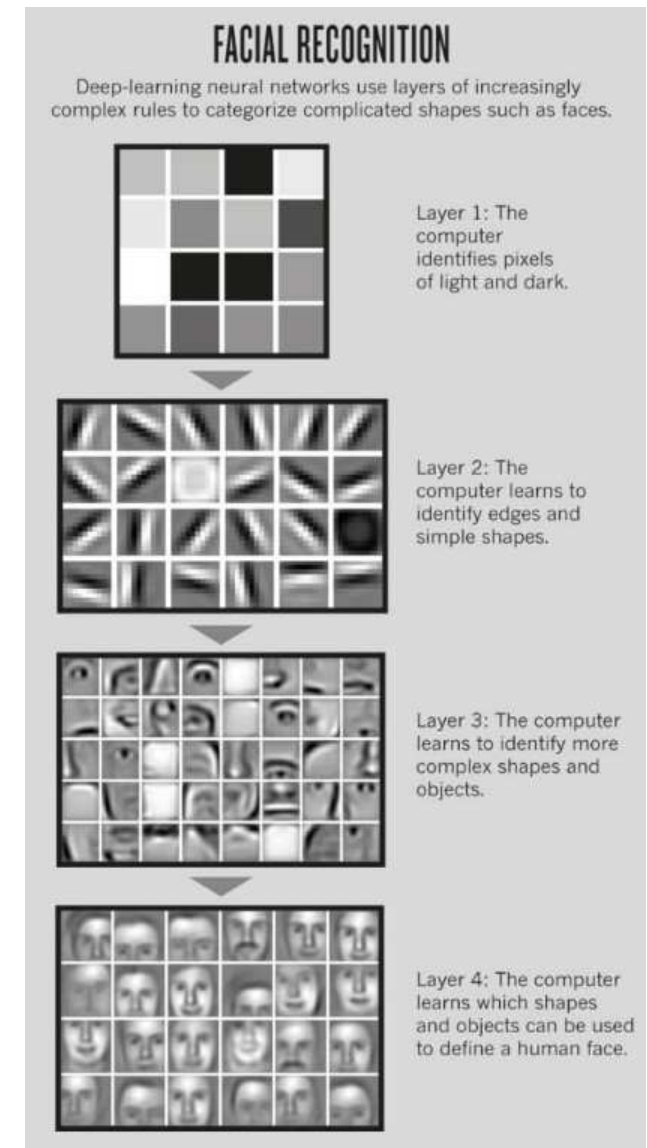 FACIAL RECOGNITION
Deep-learning neural networks use layers of increasingly
complex rules to categorize complicated shapes such as faces.
Layer 1: The
computer
identifies pixels
of light and dark.
Layer 2: The
computer learns to
identify edges and
simple shapes.
Layer 3: The computer
learns to identify more
complex shapes and
objects.
Layer 4: The computer
learns which shapes
and objects can be used
to define a human face.